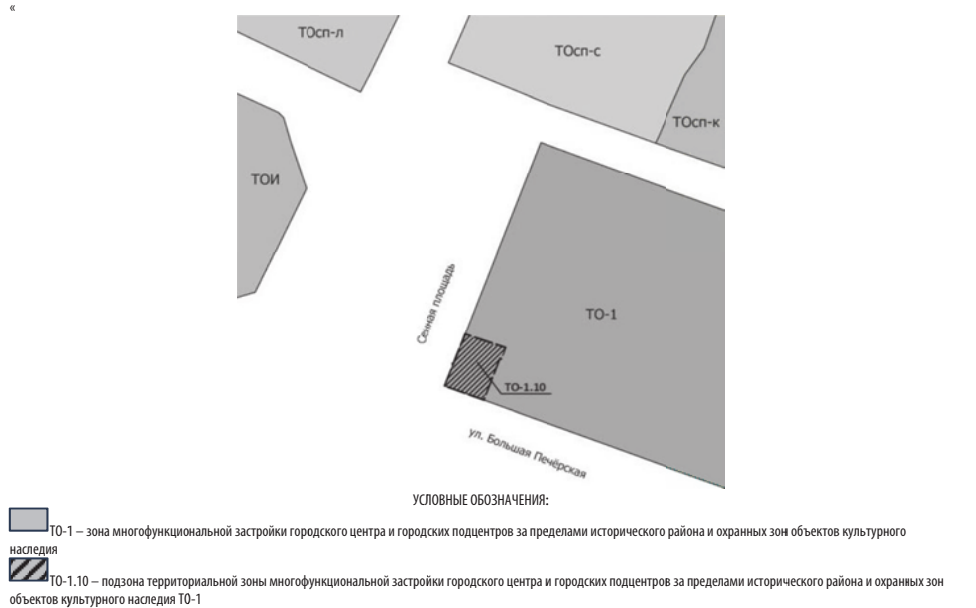 «
ТОсп-л
ТОсп-с
ТОсп-к
ТОИ
Сенная площадь
ТО-1
ТО-1.10
ул. Большая Печёрская
УСЛОВНЫЕ ОБОЗНАЧЕНИЯ:
ТО-1 – зона многофункциональной застройки городского центра и городских подцентров за пределами исторического района и охранных зон объектов культурного
наследия
ТО-1.10 – подзона территориальной зоны многофункциональной застройки городского центра и городских подцентров за пределами исторического района и охранных зон
объектов культурного наследия ТО-1